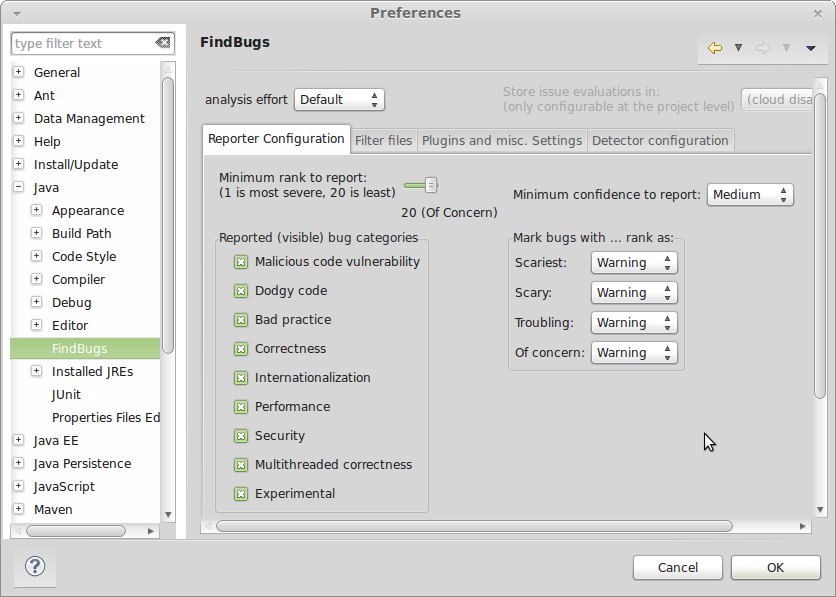 Preferences
type filter text
General
Ant
Data Management
Help
Install/Update
Java
Appearance
Build Path
Code Style
Compiler
Debug
Editor
FindBugs
Installed JREs
JUnit
Properties Files Ed
Java EE
Java Persistence
JavaScript
Maven
FindBugs
analysis effort Default
Store issue evaluations in:
(only configurable at the project level) (cloud disa
Reporter Configuration Filter files Plugins and misc. Settings Detector configuration
Minimum rank to report:
(1 is most severe, 20 is least)
20 (Of Concern)
Minimum confidence to report: Medium
Reported (visible) bug categories
Malicious code vulnerability
Dodgy code
Bad practice
Correctness
Internationalization
Performance
Security
Multithreaded correctness
Experimental
Mark bugs with ... rank as:
Scariest: Warning
Scary: Warning
Troubling: Warning
Of concern: Warning
? Cancel OK